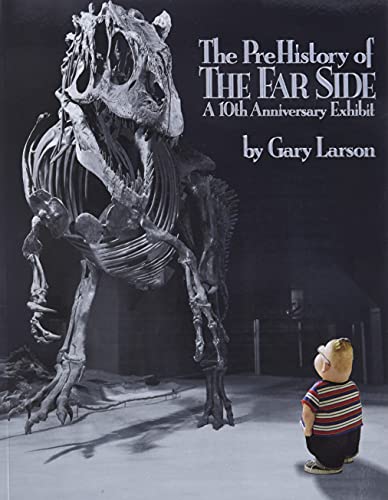 The PreHistory of
THE FAR SIDE
A 10th Anniversary Exhibit
by Gary Larson